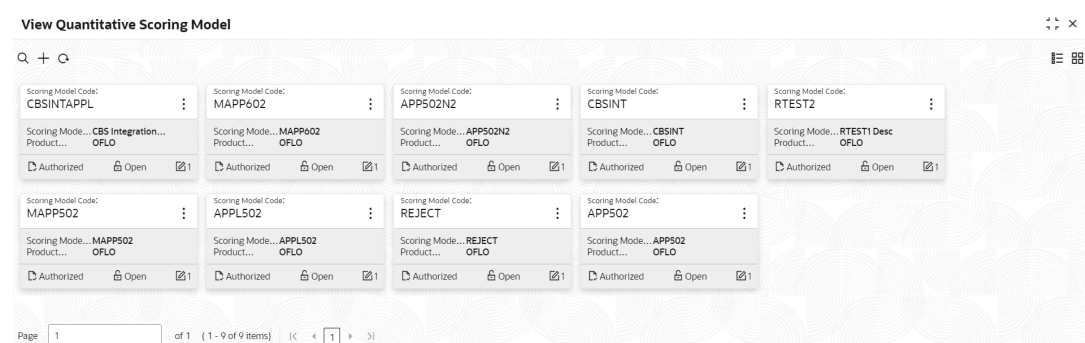 View Quantitative Scoring Model
Scoring Model Code:
CBSINTAPPL
Scoring Mode... CBS Integration...
Product... OFLO
Authorized Open 1
Scoring Model Code:
MAPP602
Scoring Mode... MAPP602
Product... OFLO
Authorized Open 1
Scoring Model Code:
APP502N2
Scoring Mode... APP502N2
Product... OFLO
Authorized Open 1
Scoring Model Code:
CBSINT
Scoring Mode... CBSINT
Product... OFLO
Authorized Open 1
Scoring Model Code:
RTEST2
Scoring Mode... RTEST1 Desc
Product... OFLO
Authorized Open 1
Scoring Model Code:
MAPP502
Scoring Mode... MAPP502
Product... OFLO
Authorized Open 1
Scoring Model Code:
APPL502
Scoring Mode... APPL502
Product... OFLO
Authorized Open 1
Scoring Model Code:
REJECT
Scoring Mode... REJECT
Product... OFLO
Authorized Open 1
Scoring Model Code:
APP502
Scoring Mode... APP502
Product... OFLO
Authorized Open 1
Page 1 of 1 (1 - 9 of 9 items) 1